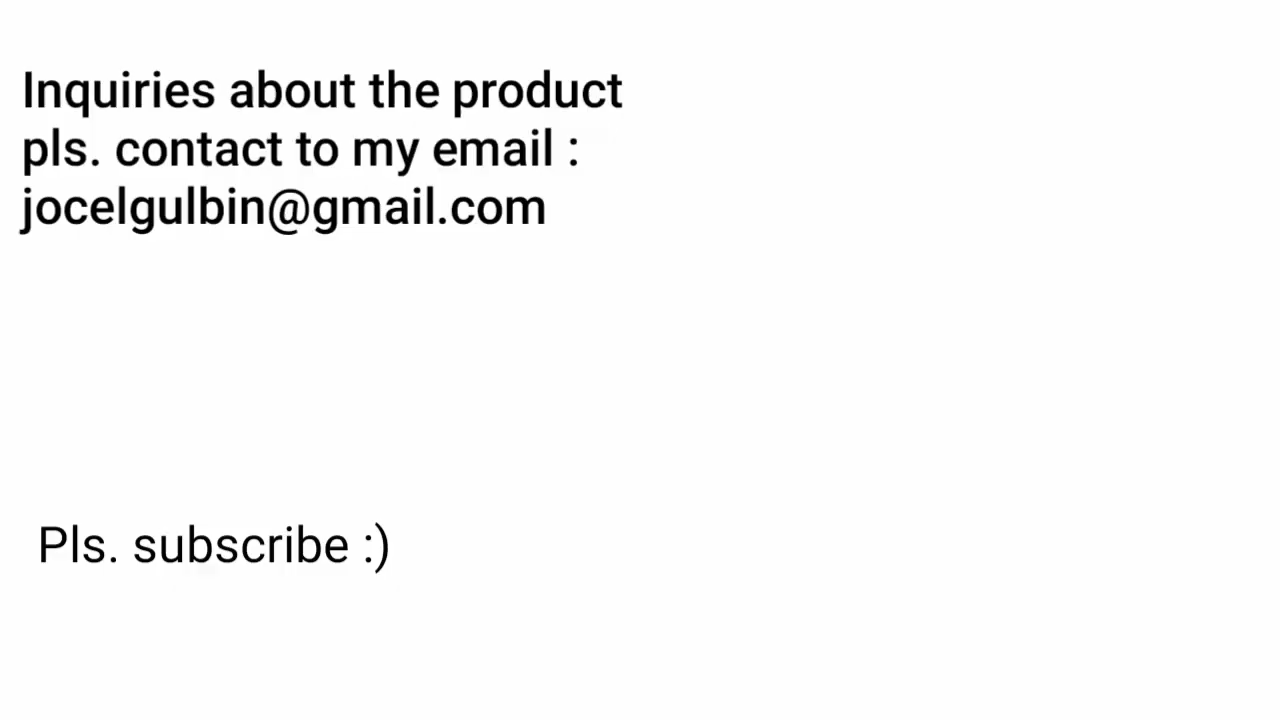 Inquiries about the product
pls. contact to my email :
jocelgulbin@gmail.com
Pls. subscribe :)